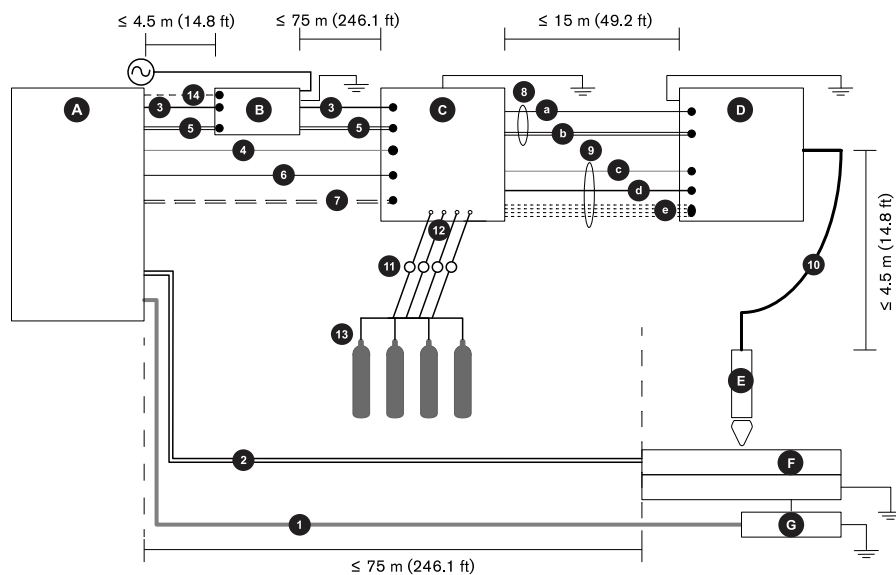 ≤ 4.5 m (14.8 ft)
≤ 75 m (246.1 ft)
≤ 15 m (49.2 ft)
A
14
3
B
3
C
8
a
D
5
5
b
4
9
c
6
d
7
e
12
11
10
≤ 4.5 m (14.8 ft)
13
E
2
F
1
G
≤ 75 m (246.1 ft)